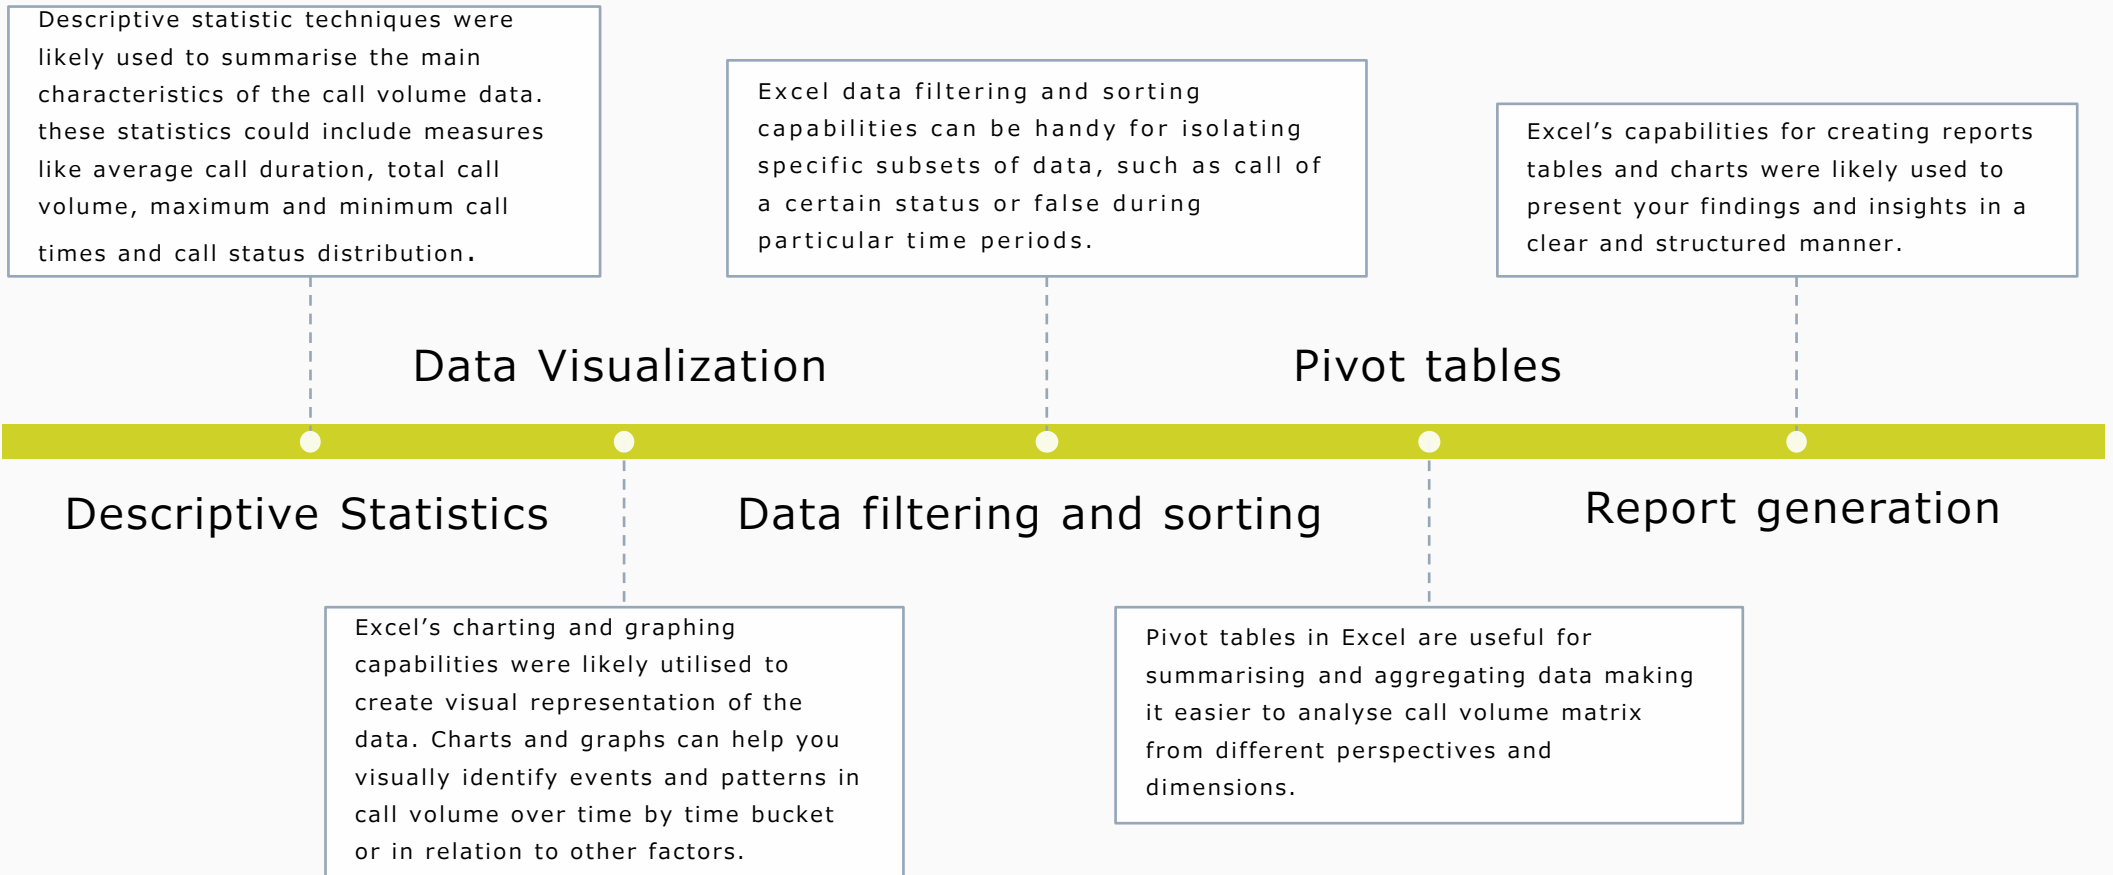 Descriptive statistic techniques were
likely used to summarise the main
characteristics of the call volume data.
these statistics could include measures
like average call duration, total call
volume, maximum and minimum call
times and call status distribution.
Excel data filtering and sorting
capabilities can be handy for isolating
specific subsets of data, such as call of
a certain status or false during
particular time periods.
Excel’s capabilities for creating reports
tables and charts were likely used to
present your findings and insights in a
clear and structured manner.
Data Visualization
Pivot tables
Descriptive Statistics
Data filtering and sorting
Report generation
Excel’s charting and graphing
capabilities were likely utilised to
create visual representation of the
data. Charts and graphs can help you
visually identify events and patterns in
call volume over time by time bucket
or in relation to other factors.
Pivot tables in Excel are useful for
summarising and aggregating data making
it easier to analyse call volume matrix
from different perspectives and
dimensions.